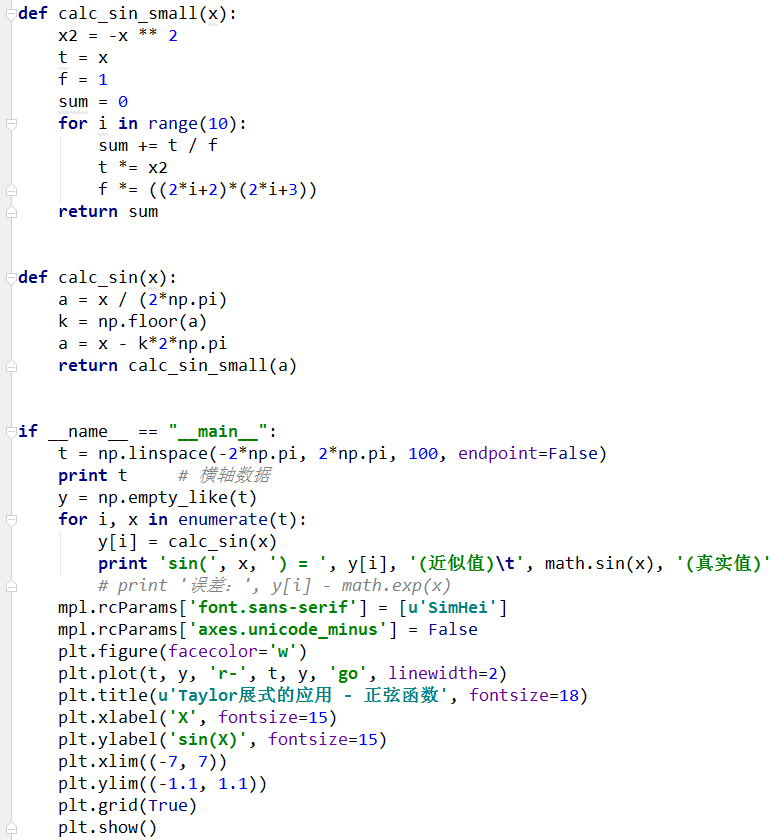 def calc_sin_small(x):
    x2 = -x ** 2
    t = x
    f = 1
    sum = 0
    for i in range(10):
        sum += t / f
        t *= x2
        f *= ((2*i+2)*(2*i+3))
    return sum
def calc_sin(x):
    a = x / (2*np.pi)
    k = np.floor(a)
    a = x - k*2*np.pi
    return calc_sin_small(a)
if __name__ == "__main__":
    t = np.linspace(-2*np.pi, 2*np.pi, 100, endpoint=False)
    print t     # 横轴数据
    y = np.empty_like(t)
    for i, x in enumerate(t):
        y[i] = calc_sin(x)
        print 'sin(', x, ') = ', y[i], '(近似值)\t', math.sin(x), '(真实值)'
        # print '误差：', y[i] - math.exp(x)
    mpl.rcParams['font.sans-serif'] = [u'SimHei']
    mpl.rcParams['axes.unicode_minus'] = False
    plt.figure(facecolor='w')
    plt.plot(t, y, 'r-', t, y, 'go', linewidth=2)
    plt.title(u'Taylor展式的应用 - 正弦函数', fontsize=18)
    plt.xlabel('X', fontsize=15)
    plt.ylabel('sin(X)', fontsize=15)
    plt.xlim((-7, 7))
    plt.ylim((-1.1, 1.1))
    plt.grid(True)
    plt.show()